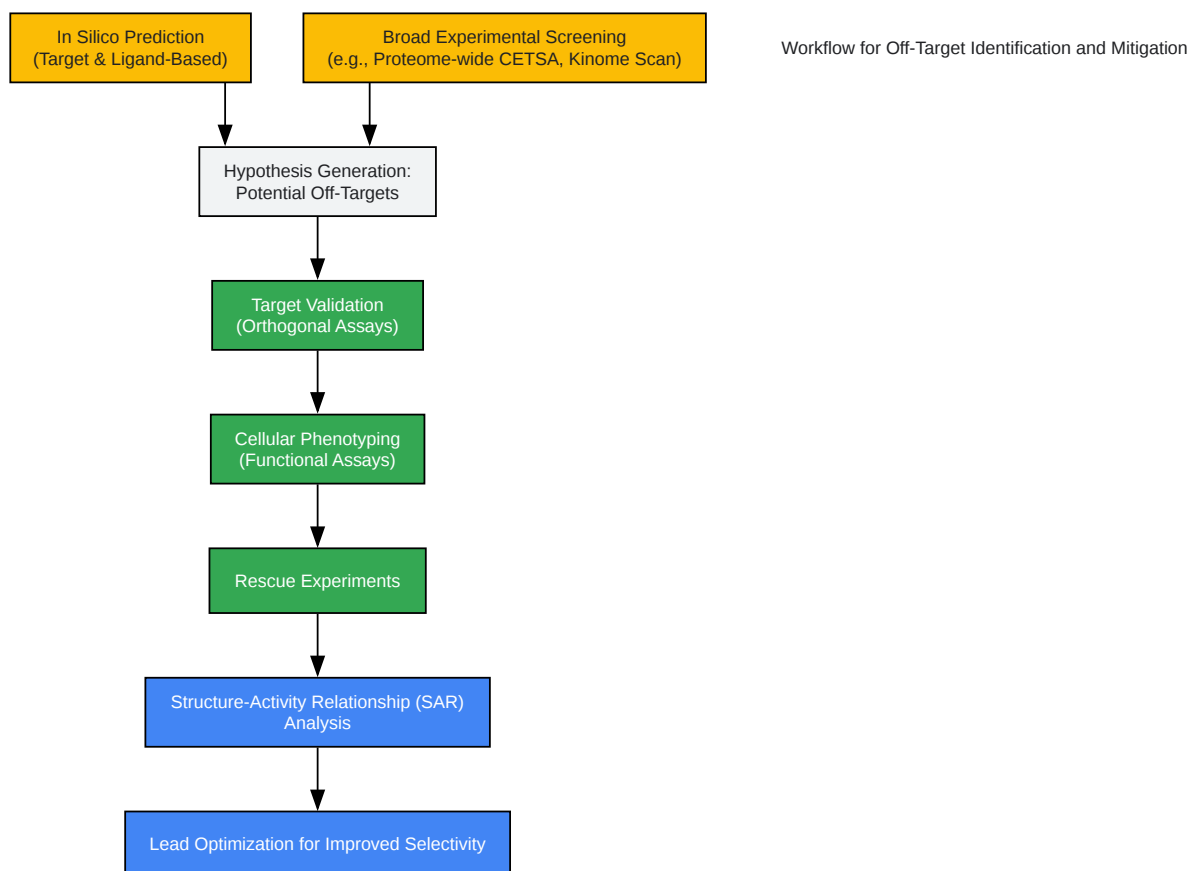 In Silico Prediction
(Target & Ligand-Based)
Broad Experimental Screening
(e.g., Proteome-wide CETSA, Kinome Scan)
Workflow for Off-Target Identification and Mitigation
Hypothesis Generation:
Potential Off-Targets
Target Validation
(Orthogonal Assays)
Cellular Phenotyping
(Functional Assays)
Rescue Experiments
Structure-Activity Relationship (SAR)
Analysis
Lead Optimization for Improved Selectivity